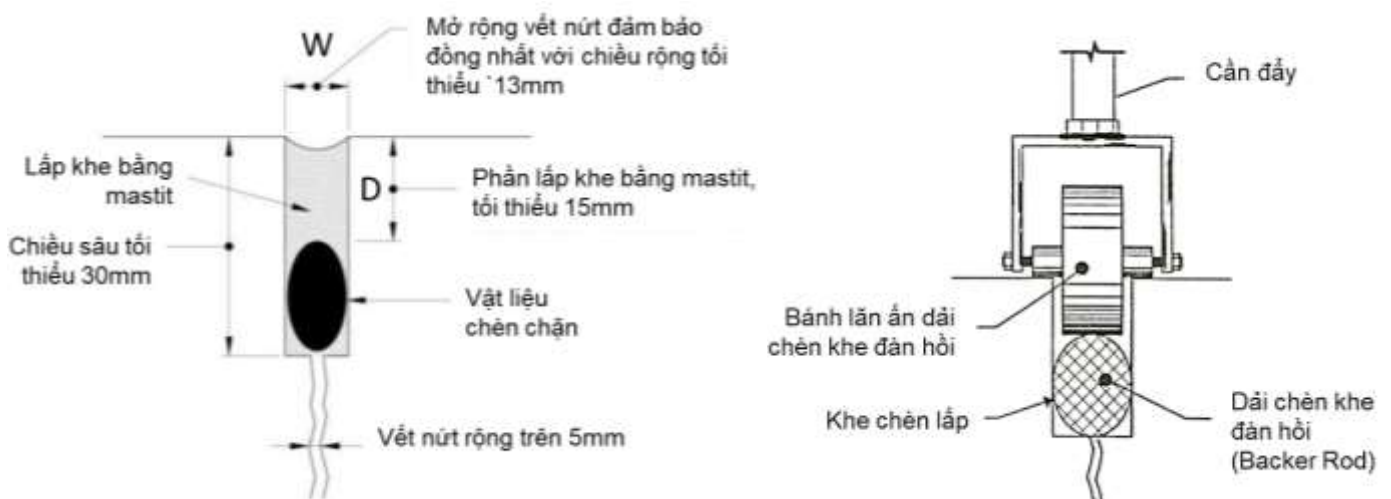 W
Mở rộng vết nứt đảm bảo
đồng nhất với chiều rộng tối
thiểu `13mm
Lấp khe bằng
mastit
D
Phần lấp khe bằng mastit,
tối thiểu 15mm
Chiều sâu tối
thiểu 30mm
Vật liệu
chèn chặn
Vết nứt rộng trên 5mm
Cần đẩy
Bánh lăn ấn dải
chèn khe đàn hồi
Khe chèn lấp
Dải chèn khe
đàn hồi
(Backer Rod)